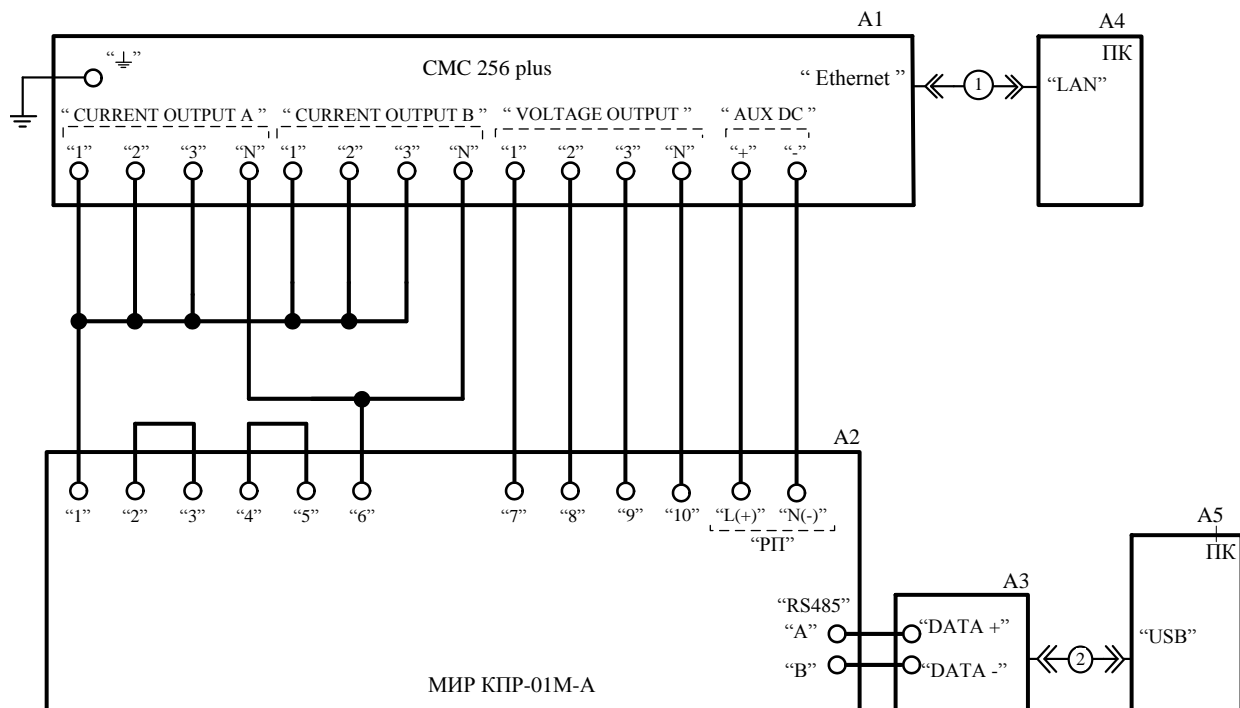 A1
A4
“⏚”
CMC 256 plus
“ Ethernet ”
1
“LAN”
ПК
“ CURRENT OUTPUT A ” “ CURRENT OUTPUT B ” “ VOLTAGE OUTPUT ” “ AUX DC ”
“1” “2” “3” “N” “1” “2” “3” “N” “1” “2” “3” “N” “+” “-”
A2
“1” “2” “3” “4” “5” “6” “7” “8” “9” “10” “L(+)” “N(-)”
“РП”
A5
ПК
A3
“RS485”
“A” “DATA +”
“USB”
2
“B” “DATA -”
МИР КПР-01М-А